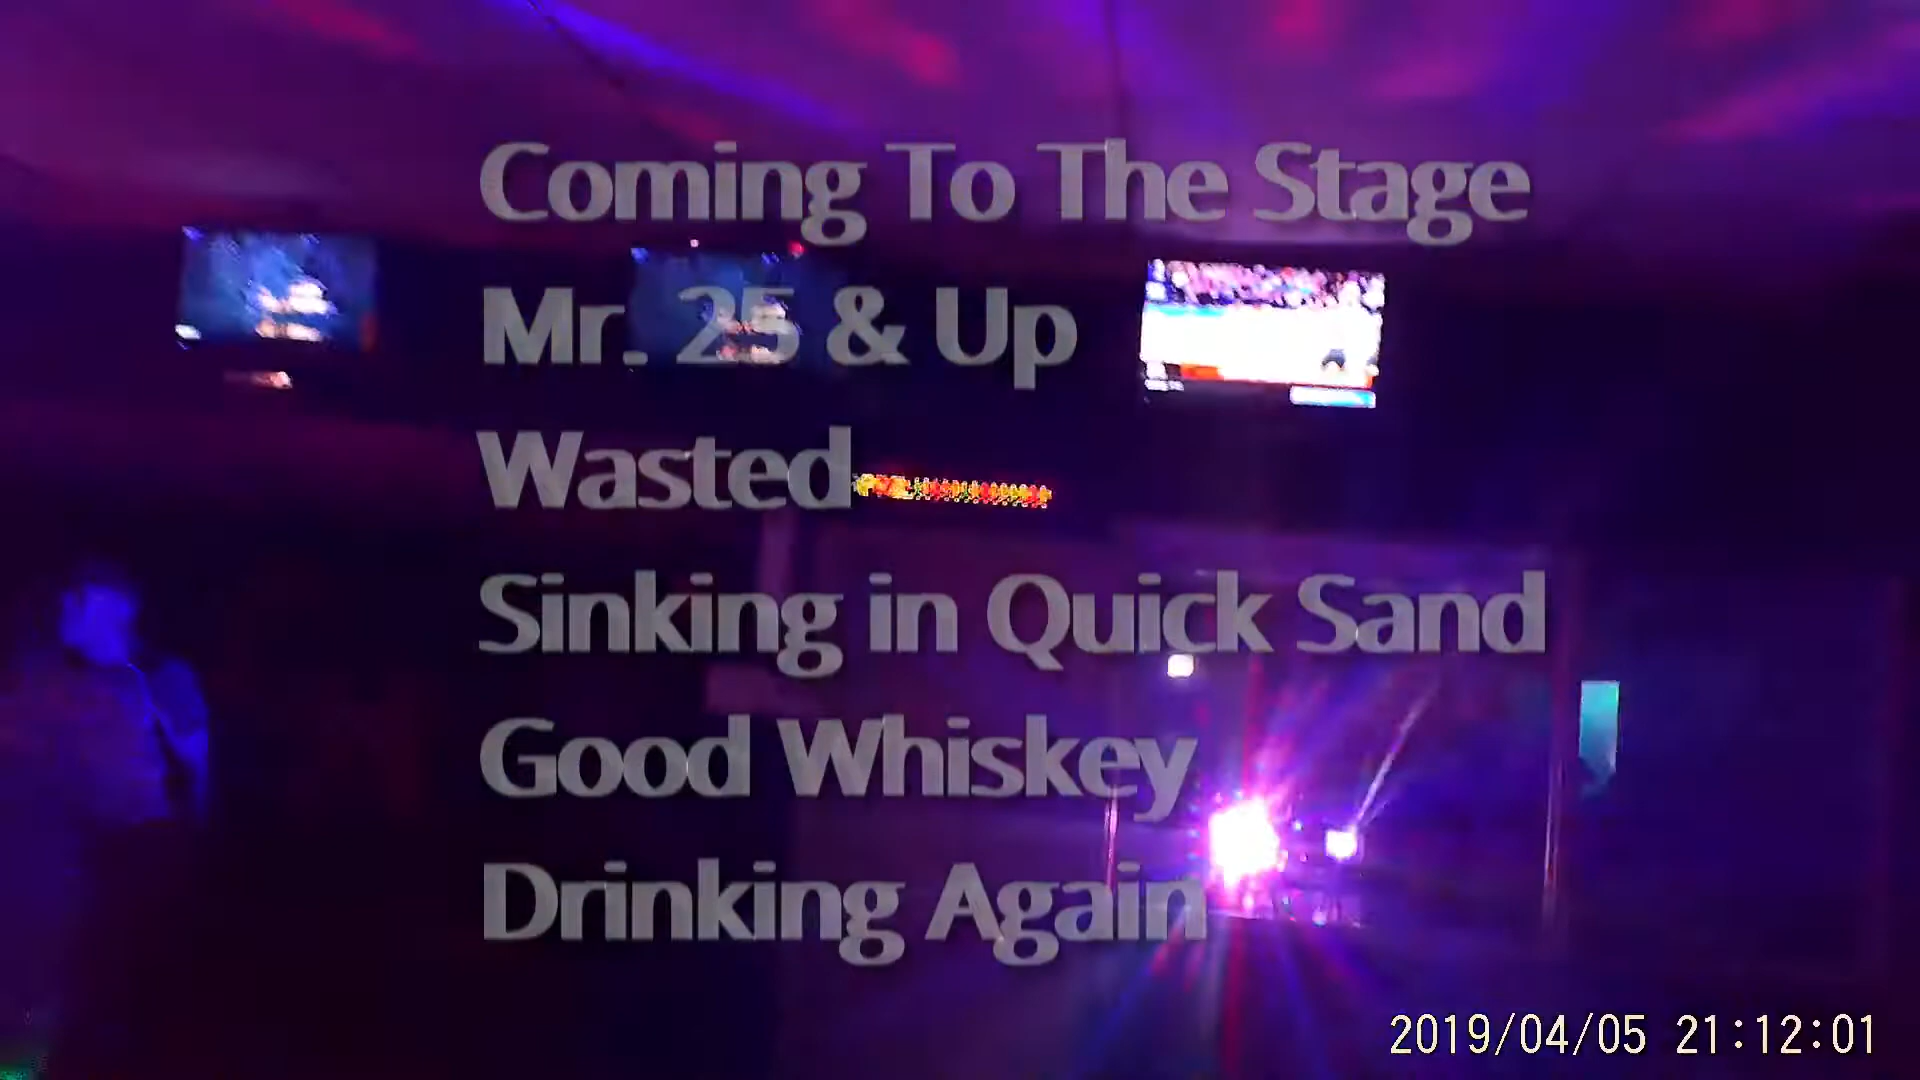 Coming To The Stage
Mr. 25 & Up
Wasted
Sinking in Quick Sand
Good Whiskey
Drinking Again
2019/04/05 21:12:01